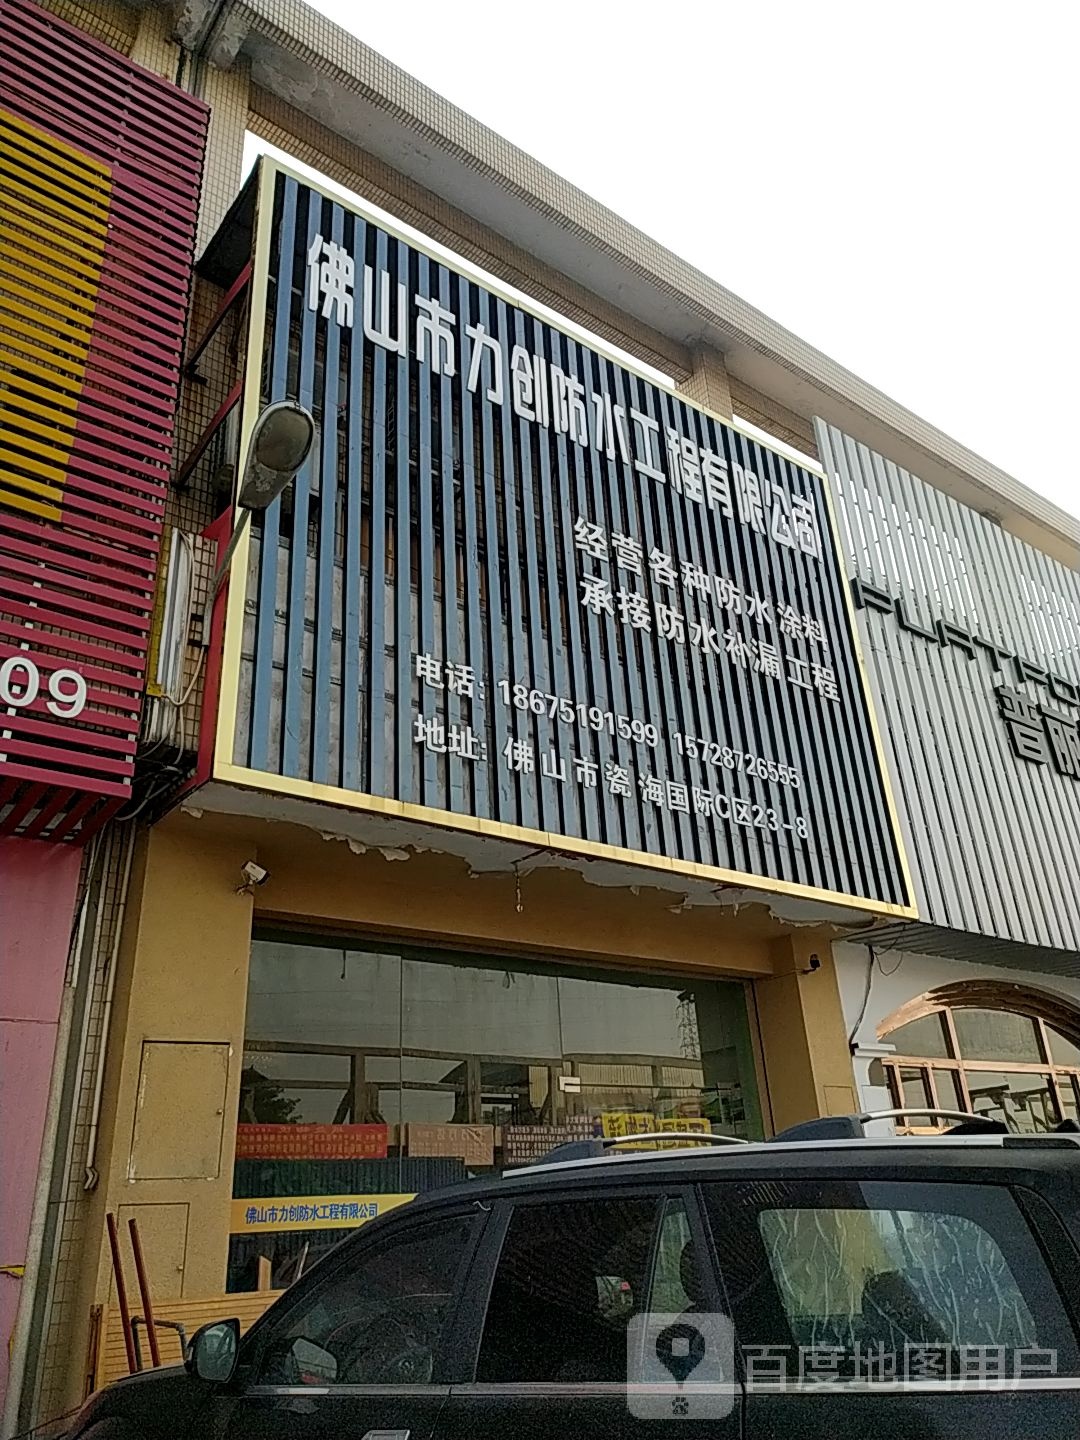 佛山市力创防水工程有限公司
经营各种防水涂料
承接防水补漏工程
电话：18675191599 15728726555
地址：佛山市瓷海国际C区23-8
09
普丽
佛山市力创防水工程有限公司
百度地图用户